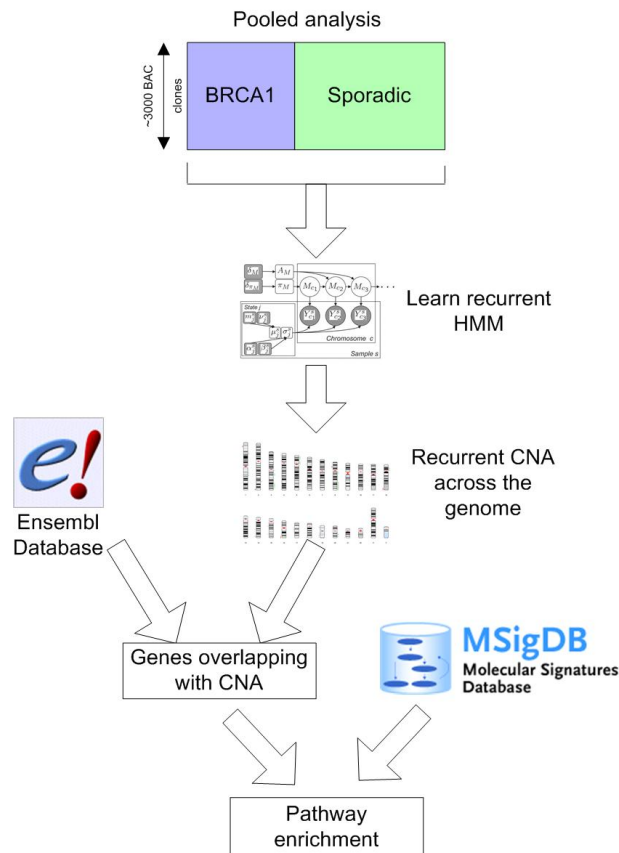 Pooled analysis
~3000 BAC
clones
BRCA1
Sporadic
Learn recurrent
HMM
State j
Chromosome c
Sample s
Recurrent CNA
across the
genome
e!
Ensembl
Database
Genes overlapping
with CNA
MSigDB
Molecular Signatures
Database
Pathway
enrichment